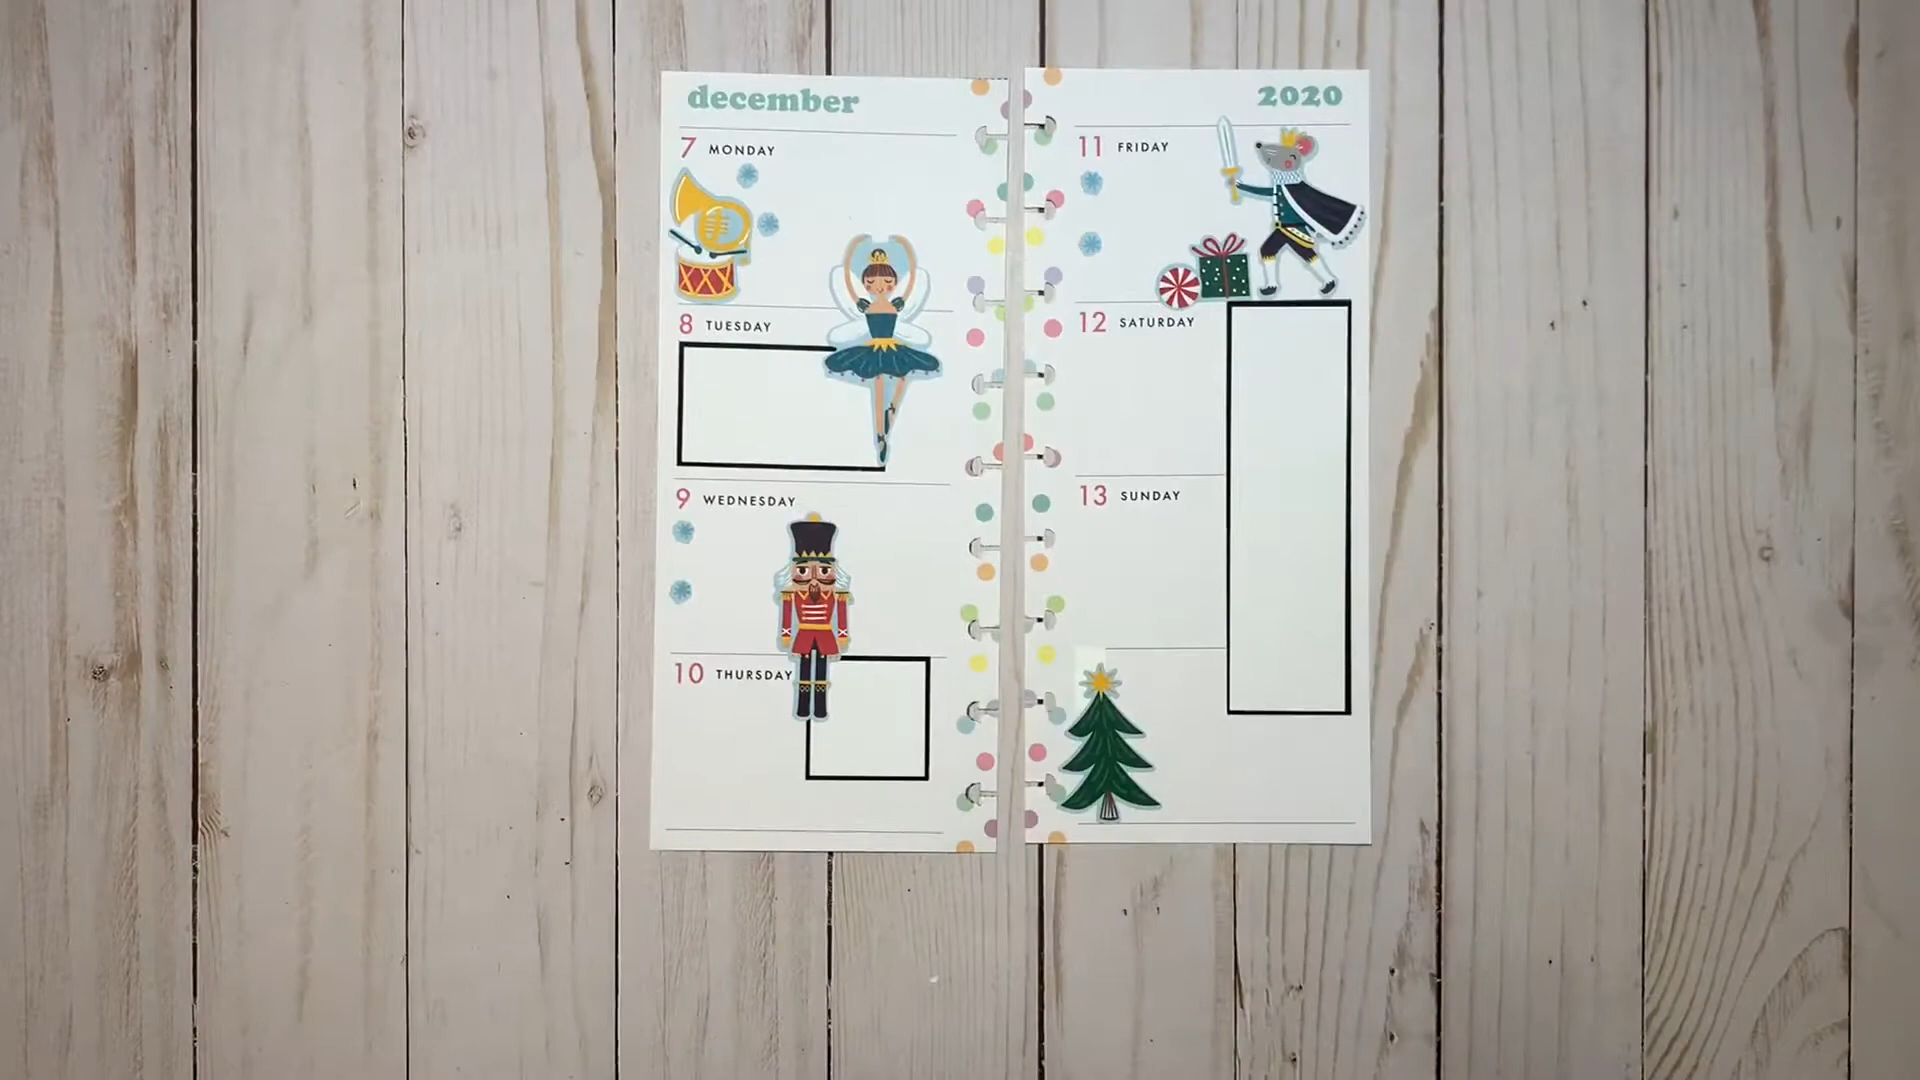 december
7 MONDAY
8 TUESDAY
9 WEDNESDAY
10 THURSDAY
2020
11 FRIDAY
12 SATURDAY
13 SUNDAY